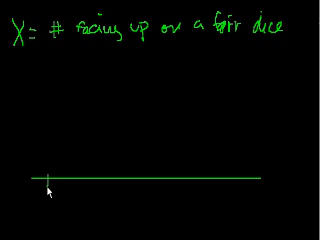 X = # facing up on a fair dice